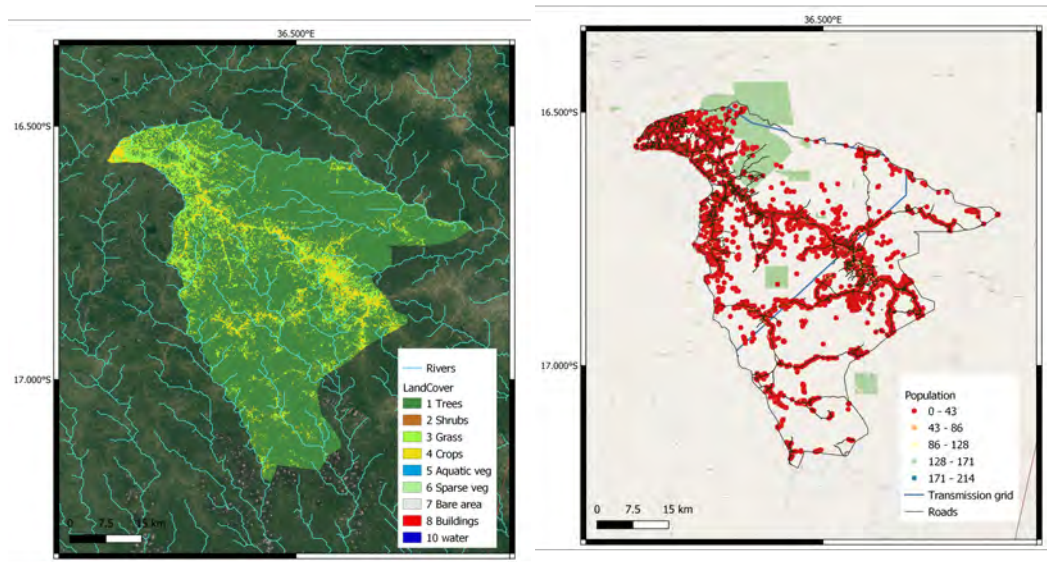 36.500°E
16.500°S
17.000°S
Rivers
LandCover
1 Trees
2 Shrubs
3 Grass
4 Crops
5 Aquatic veg
6 Sparse veg
7 Bare area
8 Buildings
10 water
0 7.5 15 km
36.500°E
16.500°S
17.000°S
Population
0 - 43
43 - 86
86 - 128
128 - 171
171 - 214
Transmission grid
Roads
0 7.5 15 km